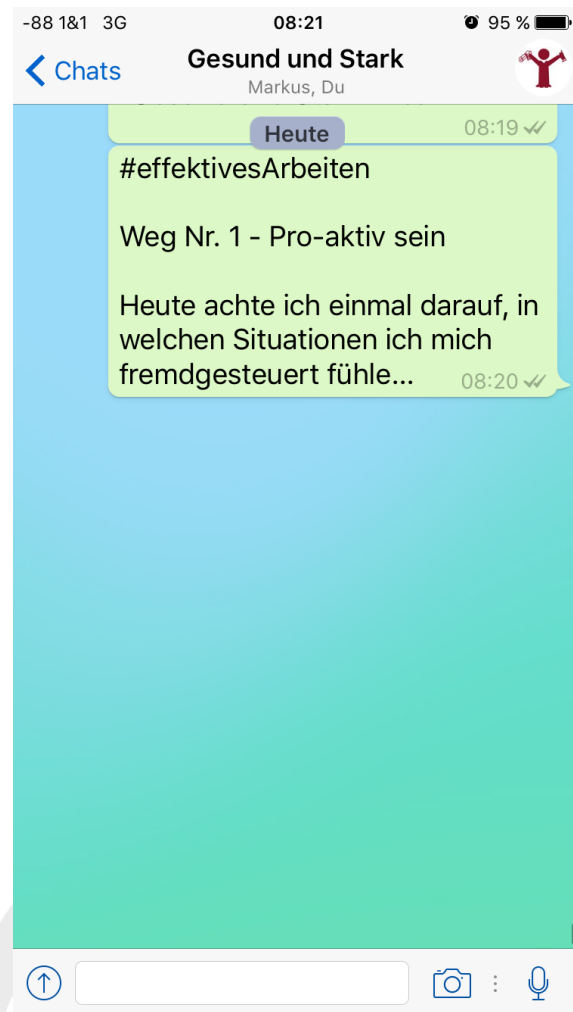 -88 1&1 3G 08:21 95 %
Chats
Gesund und Stark
Markus, Du
08:19
Heute
#effektivesArbeiten
Weg Nr. 1 - Pro-aktiv sein
Heute achte ich einmal darauf, in
welchen Situationen ich mich
fremdgesteuert fühle... 08:20